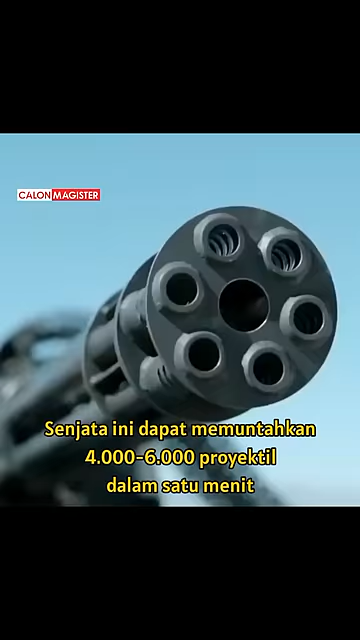 CALON MAGISTER
Senjata ini dapat memuntahkan
4.000-6.000 proyektil
dalam satu menit